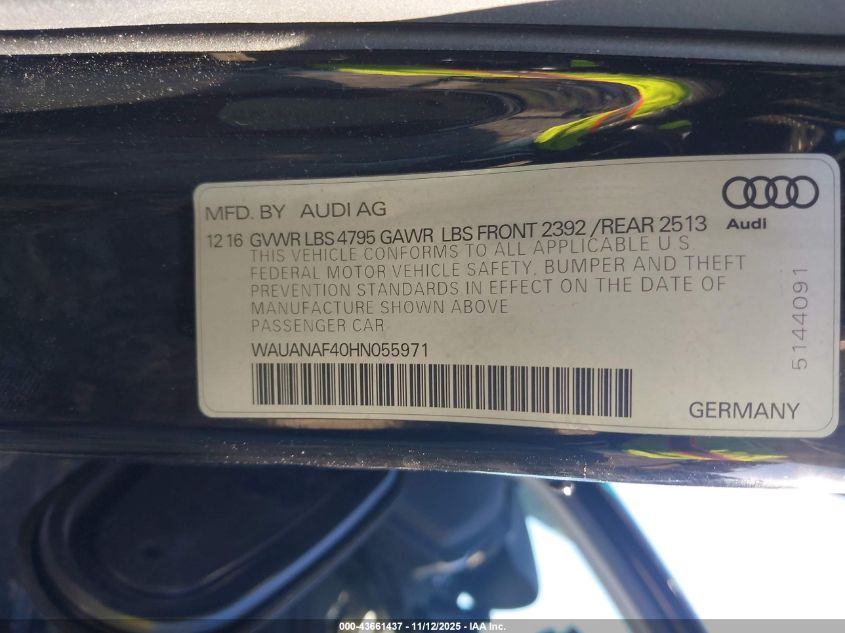 MFD. BY AUDI AG
Audi
12 16 GVWR LBS 4795 GAWR LBS FRONT 2392 /REAR 2513
THIS VEHICLE CONFORMS TO ALL APPLICABLE U.S.
FEDERAL MOTOR VEHICLE SAFETY, BUMPER AND THEFT
PREVENTION STANDARDS IN EFFECT ON THE DATE OF
MANUFACTURE SHOWN ABOVE
PASSENGER CAR
WAUANAF40HN055971
5144091
GERMANY
000-43661437 - 11/12/2025 - IAA Inc.